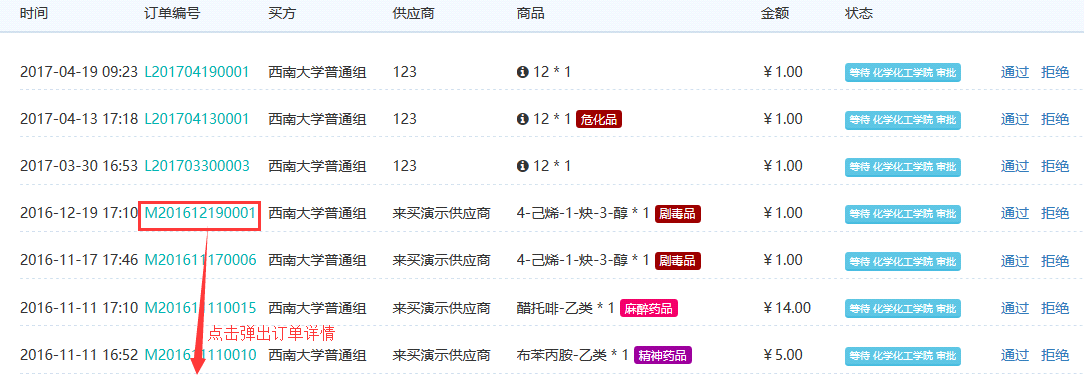 时间 订单编号 买方 供应商 商品 金额 状态
2017-04-19 09:23 L201704190001 西南大学普通组 123 12 * 1 ￥1.00 等待 化学化工学院 审批 通过 拒绝
2017-04-13 17:18 L201704130001 西南大学普通组 123 12 * 1 危化品 ￥1.00 等待 化学化工学院 审批 通过 拒绝
2017-03-30 16:53 L201703300003 西南大学普通组 123 12 * 1 ￥1.00 等待 化学化工学院 审批 通过 拒绝
2016-12-19 17:10 M201612190001 西南大学普通组 来买演示供应商 4-己烯-1-炔-3-醇 * 1 剧毒品 ￥1.00 等待 化学化工学院 审批 通过 拒绝
2016-11-17 17:46 M201611170006 西南大学普通组 来买演示供应商 4-己烯-1-炔-3-醇 * 1 剧毒品 ￥1.00 等待 化学化工学院 审批 通过 拒绝
2016-11-11 17:10 M201611110015 西南大学普通组 来买演示供应商 醋托啡-乙类 * 1 麻醉药品 ￥14.00 等待 化学化工学院 审批 通过 拒绝
点击弹出订单详情
2016-11-11 16:52 M201611110010 西南大学普通组 来买演示供应商 布苯丙胺-乙类 * 1 精神药品 ￥5.00 等待 化学化工学院 审批 通过 拒绝